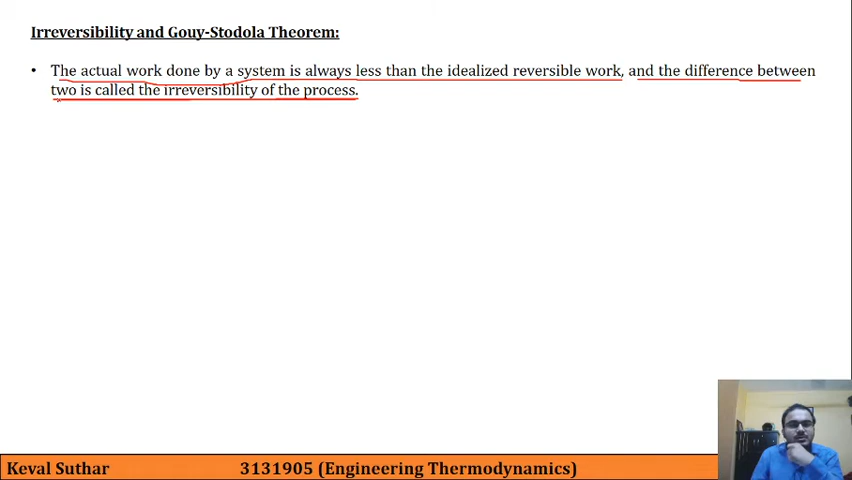 Irreversibility and Gouy-Stodola Theorem:
• The actual work done by a system is always less than the idealized reversible work, and the difference between
two is called the irreversibility of the process.
Keval Suthar 3131905 (Engineering Thermodynamics)